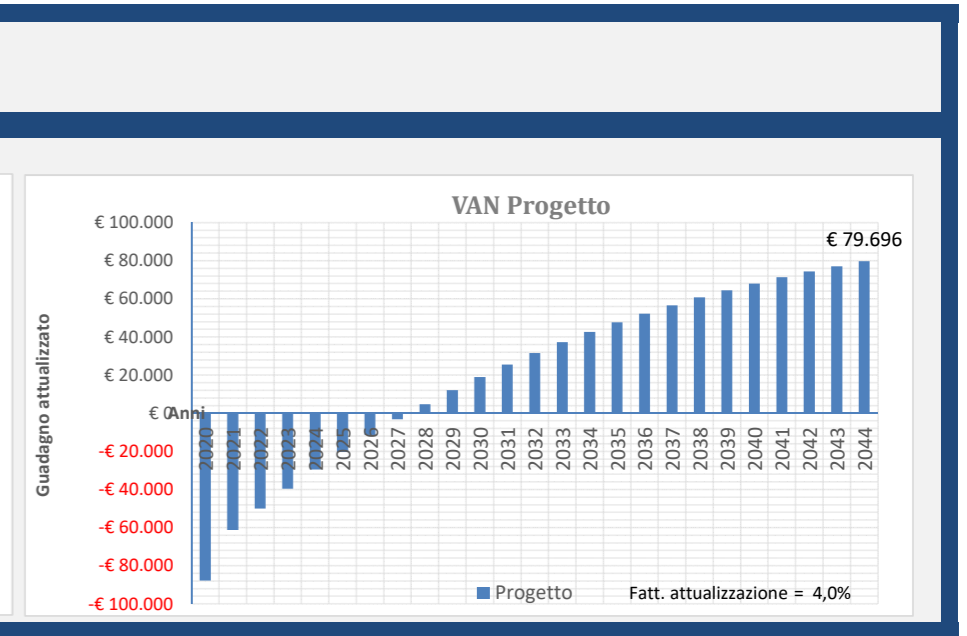 VAN Progetto
€ 100.000
€ 80.000
€ 60.000
€ 40.000
€ 20.000
€ 0
-€ 20.000
-€ 40.000
-€ 60.000
-€ 80.000
-€ 100.000
Guadagno attualizzato
Anni
€ 79.696
2020 2021 2022 2023 2024 2025 2026 2027 2028 2029 2030 2031 2032 2033 2034 2035 2036 2037 2038 2039 2040 2041 2042 2043 2044
Progetto
Fatt. attualizzazione = 4,0%